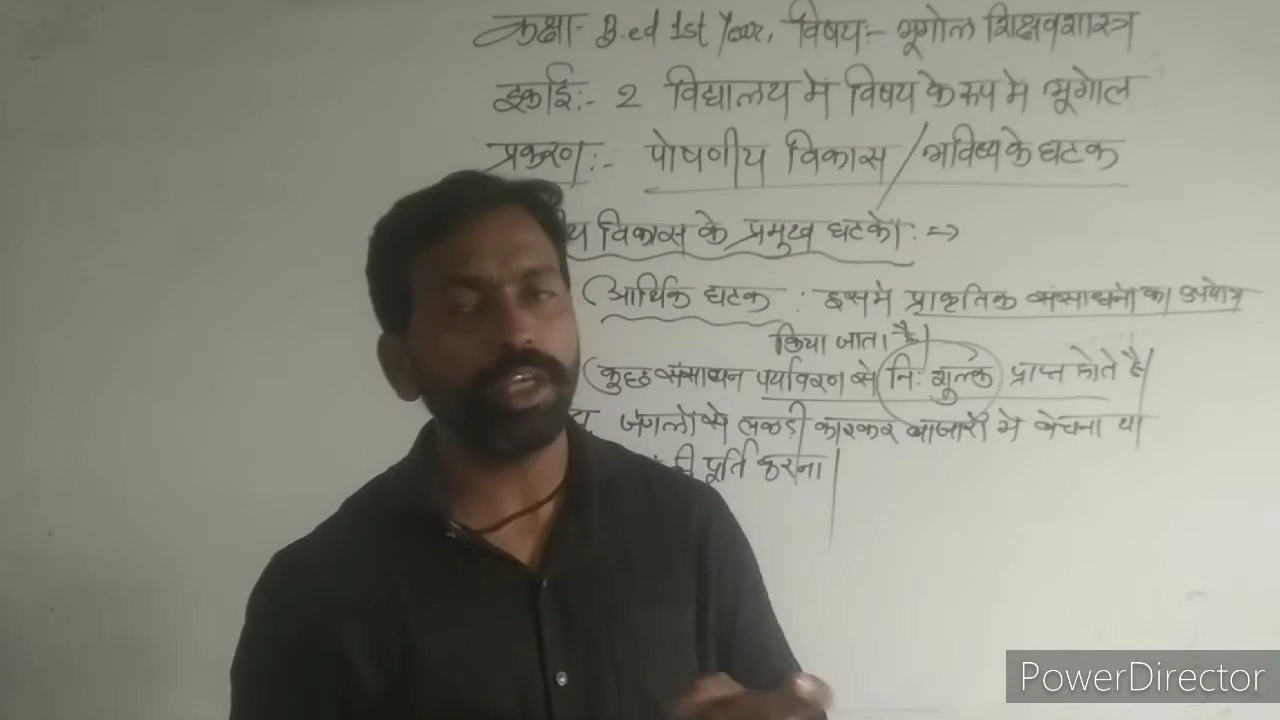 कक्षा- B.ed 1st Year, विषय:- भूगोल शिक्षणशास्त्र
इकाई:- 2 विद्यालय में विषय के रूप मे भूगोल
प्रकरण:- पोषणीय विकास / भविष्य के घटक
य विकास के प्रमुख घटको :- =>
(आर्थिक घटक : इसमे प्राकृतिक संसाधनो का उपयोग
किया जाता है।
(कुछ संसाधन पर्यावरण से नि: शुल्क प्राप्त होते है।
जंगलो से लकड़ी काटकर बाजारों मे बेचना या
की पूर्ति करना।
PowerDirector